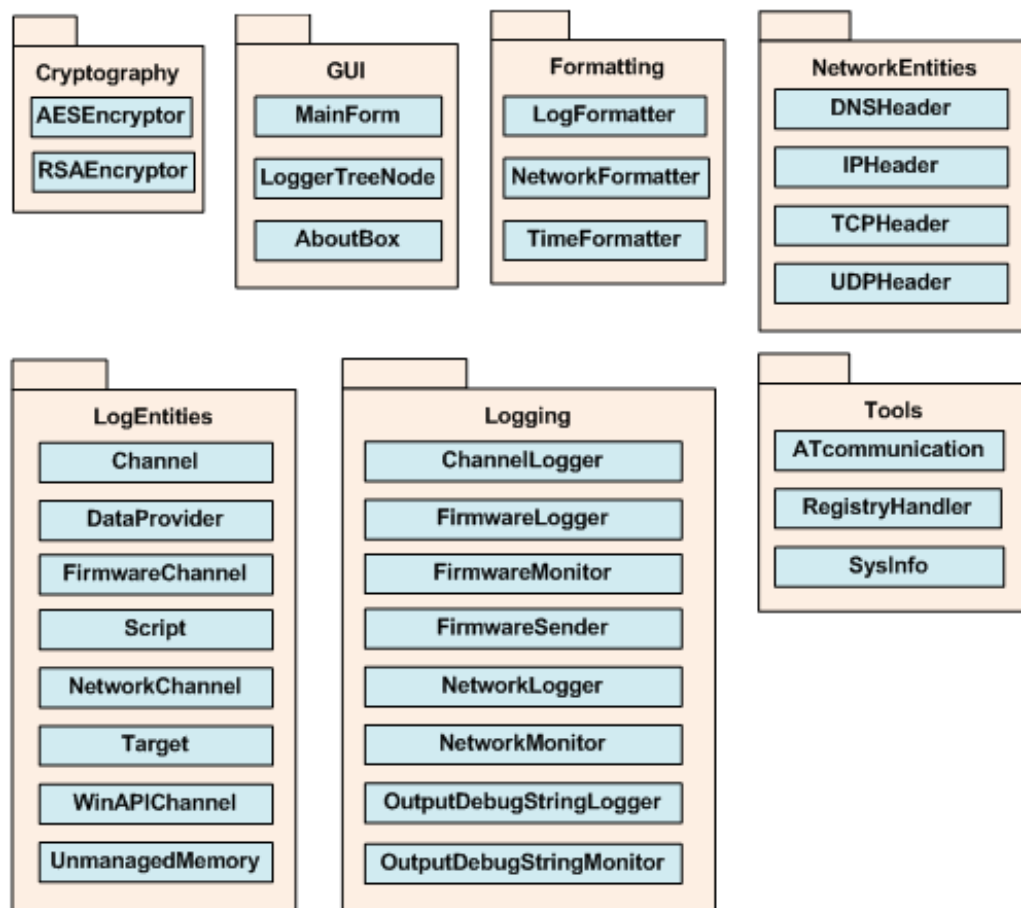 Cryptography
AESEncryptor
RSAEncryptor
GUI
MainForm
LoggerTreeNode
AboutBox
Formatting
LogFormatter
NetworkFormatter
TimeFormatter
NetworkEntities
DNSHeader
IPHeader
TCPHeader
UDPHeader
LogEntities
Channel
DataProvider
FirmwareChannel
Script
NetworkChannel
Target
WinAPIChannel
UnmanagedMemory
Logging
ChannelLogger
FirmwareLogger
FirmwareMonitor
FirmwareSender
NetworkLogger
NetworkMonitor
OutputDebugStringLogger
OutputDebugStringMonitor
Tools
ATcommunication
RegistryHandler
SysInfo